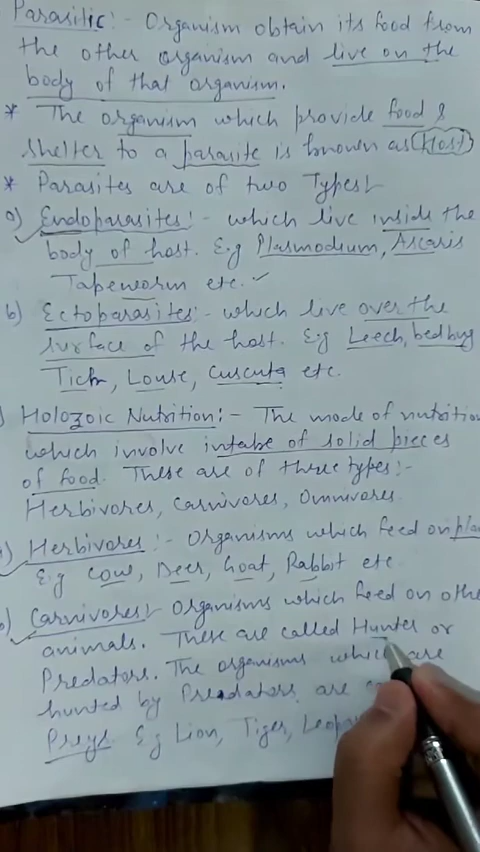 Parasitic:- Organism obtain its food from
the other organism and live on the
body of that organism.
* The organism which provide food &
shelter to a parasite is known as (Host)
* Parasites are of two Types:-
a) Endoparasites:- which live inside the
body of host. E.g Plasmodium, Ascaris
Tapeworm etc.
b) Ectoparasites:- which live over the
surface of the host. E.g Leech, bedbug
Tick, Louse, Cuscuta etc.
) Holozoic Nutrition:- The mode of nutrition
which involve intake of solid pieces
of food. These are of three types:-
Herbivores, Carnivores, Omnivores.
) Herbivores:- Organisms which feed on
E.g Cow, Deer, Goat, Rabbit etc
) Carnivores:- Organisms which feed on
animals. These are called Hunter or
Predators. The organisms which are
hunted by Predators are
Preys. E.g Lion, Tiger,